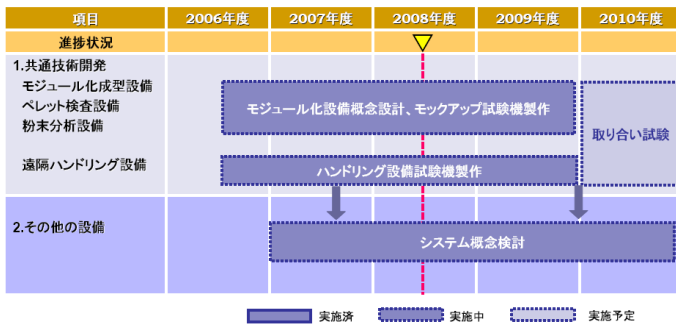 項目 2006年度 2007年度 2008年度 2009年度 2010年度
進捗状況
1.共通技術開発
モジュール化成型設備
ペレット検査設備
粉末分析設備
モジュール化設備概念設計、モックアップ試験機製作
取り合い試験
遠隔ハンドリング設備
ハンドリング設備試験機製作
2.その他の設備
システム概念検討
実施済 実施中 実施予定